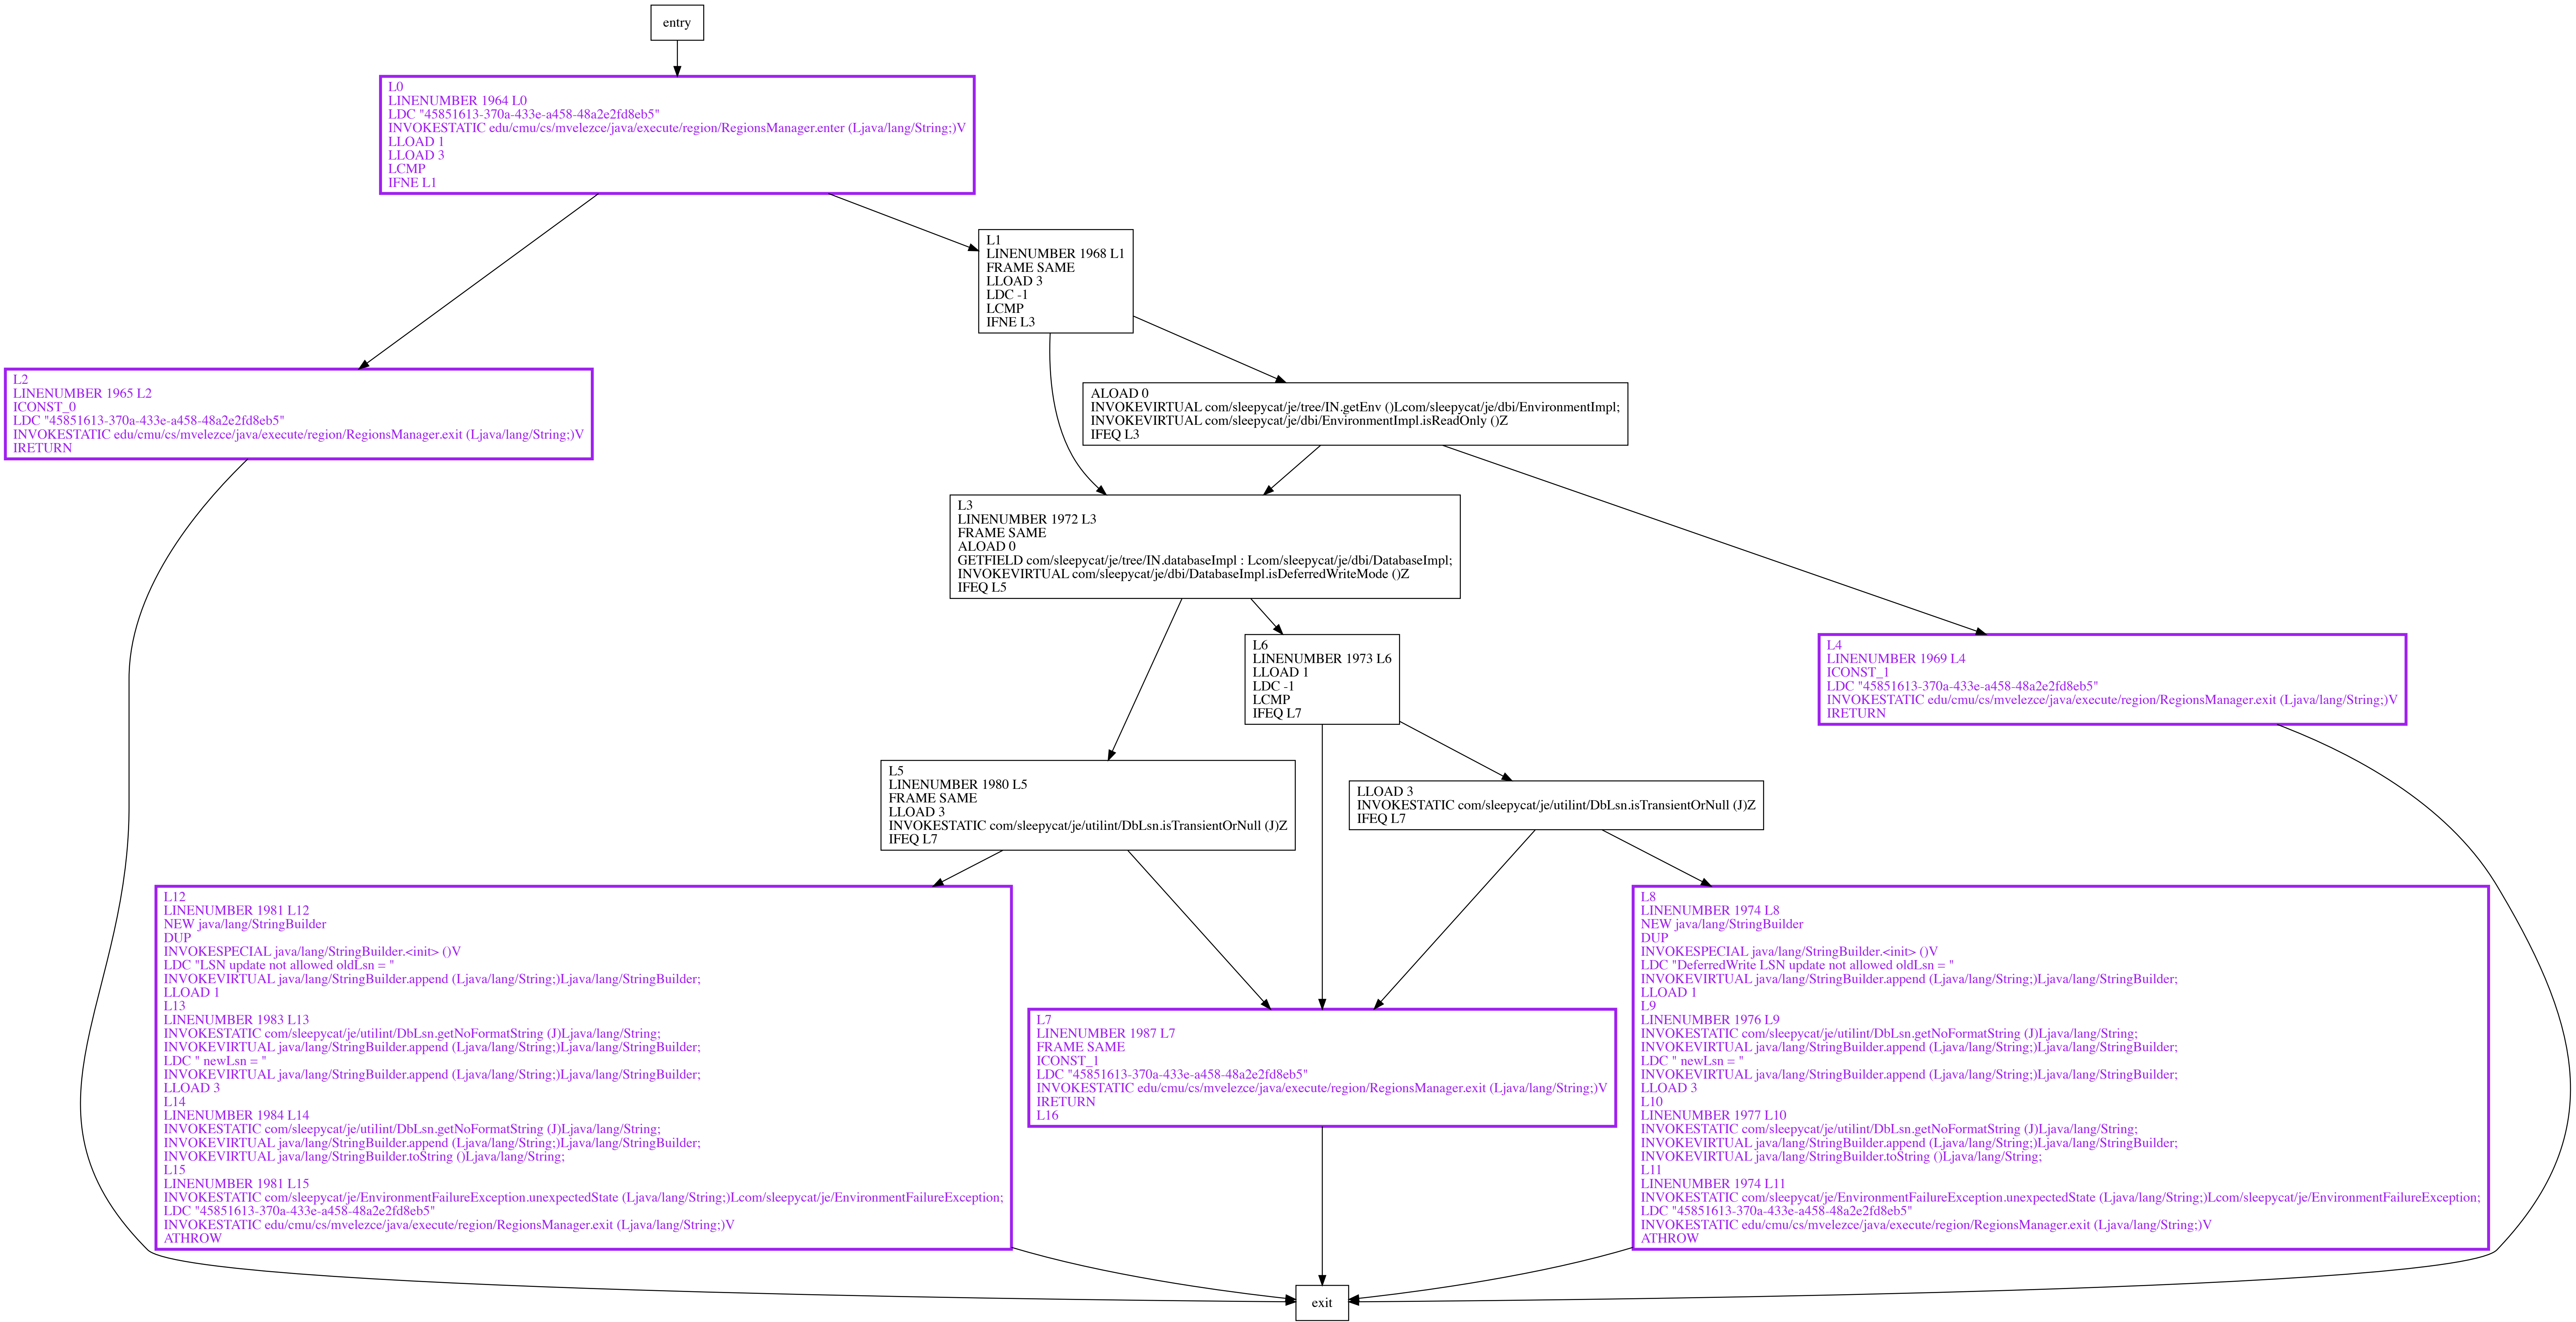 entry
L0
LINENUMBER 1964 L0
LDC "45851613-370a-433e-a458-48a2e2fd8eb5"
INVOKESTATIC edu/cmu/cs/mvelezce/java/execute/region/RegionsManager.enter (Ljava/lang/String;)V
LLOAD 1
LLOAD 3
LCMP
IFNE L1
L1
LINENUMBER 1968 L1
FRAME SAME
LLOAD 3
LDC -1
LCMP
IFNE L3
L2
LINENUMBER 1965 L2
ICONST_0
LDC "45851613-370a-433e-a458-48a2e2fd8eb5"
INVOKESTATIC edu/cmu/cs/mvelezce/java/execute/region/RegionsManager.exit (Ljava/lang/String;)V
IRETURN
ALOAD 0
INVOKEVIRTUAL com/sleepycat/je/tree/IN.getEnv ()Lcom/sleepycat/je/dbi/EnvironmentImpl;
INVOKEVIRTUAL com/sleepycat/je/dbi/EnvironmentImpl.isReadOnly ()Z
IFEQ L3
L3
LINENUMBER 1972 L3
FRAME SAME
ALOAD 0
GETFIELD com/sleepycat/je/tree/IN.databaseImpl : Lcom/sleepycat/je/dbi/DatabaseImpl;
INVOKEVIRTUAL com/sleepycat/je/dbi/DatabaseImpl.isDeferredWriteMode ()Z
IFEQ L5
L6
LINENUMBER 1973 L6
LLOAD 1
LDC -1
LCMP
IFEQ L7
L4
LINENUMBER 1969 L4
ICONST_1
LDC "45851613-370a-433e-a458-48a2e2fd8eb5"
INVOKESTATIC edu/cmu/cs/mvelezce/java/execute/region/RegionsManager.exit (Ljava/lang/String;)V
IRETURN
L5
LINENUMBER 1980 L5
FRAME SAME
LLOAD 3
INVOKESTATIC com/sleepycat/je/utilint/DbLsn.isTransientOrNull (J)Z
IFEQ L7
LLOAD 3
INVOKESTATIC com/sleepycat/je/utilint/DbLsn.isTransientOrNull (J)Z
IFEQ L7
L12
LINENUMBER 1981 L12
NEW java/lang/StringBuilder
DUP
INVOKESPECIAL java/lang/StringBuilder.<init> ()V
LDC "LSN update not allowed oldLsn = "
INVOKEVIRTUAL java/lang/StringBuilder.append (Ljava/lang/String;)Ljava/lang/StringBuilder;
LLOAD 1
L13
LINENUMBER 1983 L13
INVOKESTATIC com/sleepycat/je/utilint/DbLsn.getNoFormatString (J)Ljava/lang/String;
INVOKEVIRTUAL java/lang/StringBuilder.append (Ljava/lang/String;)Ljava/lang/StringBuilder;
LDC " newLsn = "
INVOKEVIRTUAL java/lang/StringBuilder.append (Ljava/lang/String;)Ljava/lang/StringBuilder;
LLOAD 3
L14
LINENUMBER 1984 L14
INVOKESTATIC com/sleepycat/je/utilint/DbLsn.getNoFormatString (J)Ljava/lang/String;
INVOKEVIRTUAL java/lang/StringBuilder.append (Ljava/lang/String;)Ljava/lang/StringBuilder;
INVOKEVIRTUAL java/lang/StringBuilder.toString ()Ljava/lang/String;
L15
LINENUMBER 1981 L15
INVOKESTATIC com/sleepycat/je/EnvironmentFailureException.unexpectedState (Ljava/lang/String;)Lcom/sleepycat/je/EnvironmentFailureException;
LDC "45851613-370a-433e-a458-48a2e2fd8eb5"
INVOKESTATIC edu/cmu/cs/mvelezce/java/execute/region/RegionsManager.exit (Ljava/lang/String;)V
ATHROW
L7
LINENUMBER 1987 L7
FRAME SAME
ICONST_1
LDC "45851613-370a-433e-a458-48a2e2fd8eb5"
INVOKESTATIC edu/cmu/cs/mvelezce/java/execute/region/RegionsManager.exit (Ljava/lang/String;)V
IRETURN
L16
L8
LINENUMBER 1974 L8
NEW java/lang/StringBuilder
DUP
INVOKESPECIAL java/lang/StringBuilder.<init> ()V
LDC "DeferredWrite LSN update not allowed oldLsn = "
INVOKEVIRTUAL java/lang/StringBuilder.append (Ljava/lang/String;)Ljava/lang/StringBuilder;
LLOAD 1
L9
LINENUMBER 1976 L9
INVOKESTATIC com/sleepycat/je/utilint/DbLsn.getNoFormatString (J)Ljava/lang/String;
INVOKEVIRTUAL java/lang/StringBuilder.append (Ljava/lang/String;)Ljava/lang/StringBuilder;
LDC " newLsn = "
INVOKEVIRTUAL java/lang/StringBuilder.append (Ljava/lang/String;)Ljava/lang/StringBuilder;
LLOAD 3
L10
LINENUMBER 1977 L10
INVOKESTATIC com/sleepycat/je/utilint/DbLsn.getNoFormatString (J)Ljava/lang/String;
INVOKEVIRTUAL java/lang/StringBuilder.append (Ljava/lang/String;)Ljava/lang/StringBuilder;
INVOKEVIRTUAL java/lang/StringBuilder.toString ()Ljava/lang/String;
L11
LINENUMBER 1974 L11
INVOKESTATIC com/sleepycat/je/EnvironmentFailureException.unexpectedState (Ljava/lang/String;)Lcom/sleepycat/je/EnvironmentFailureException;
LDC "45851613-370a-433e-a458-48a2e2fd8eb5"
INVOKESTATIC edu/cmu/cs/mvelezce/java/execute/region/RegionsManager.exit (Ljava/lang/String;)V
ATHROW
exit